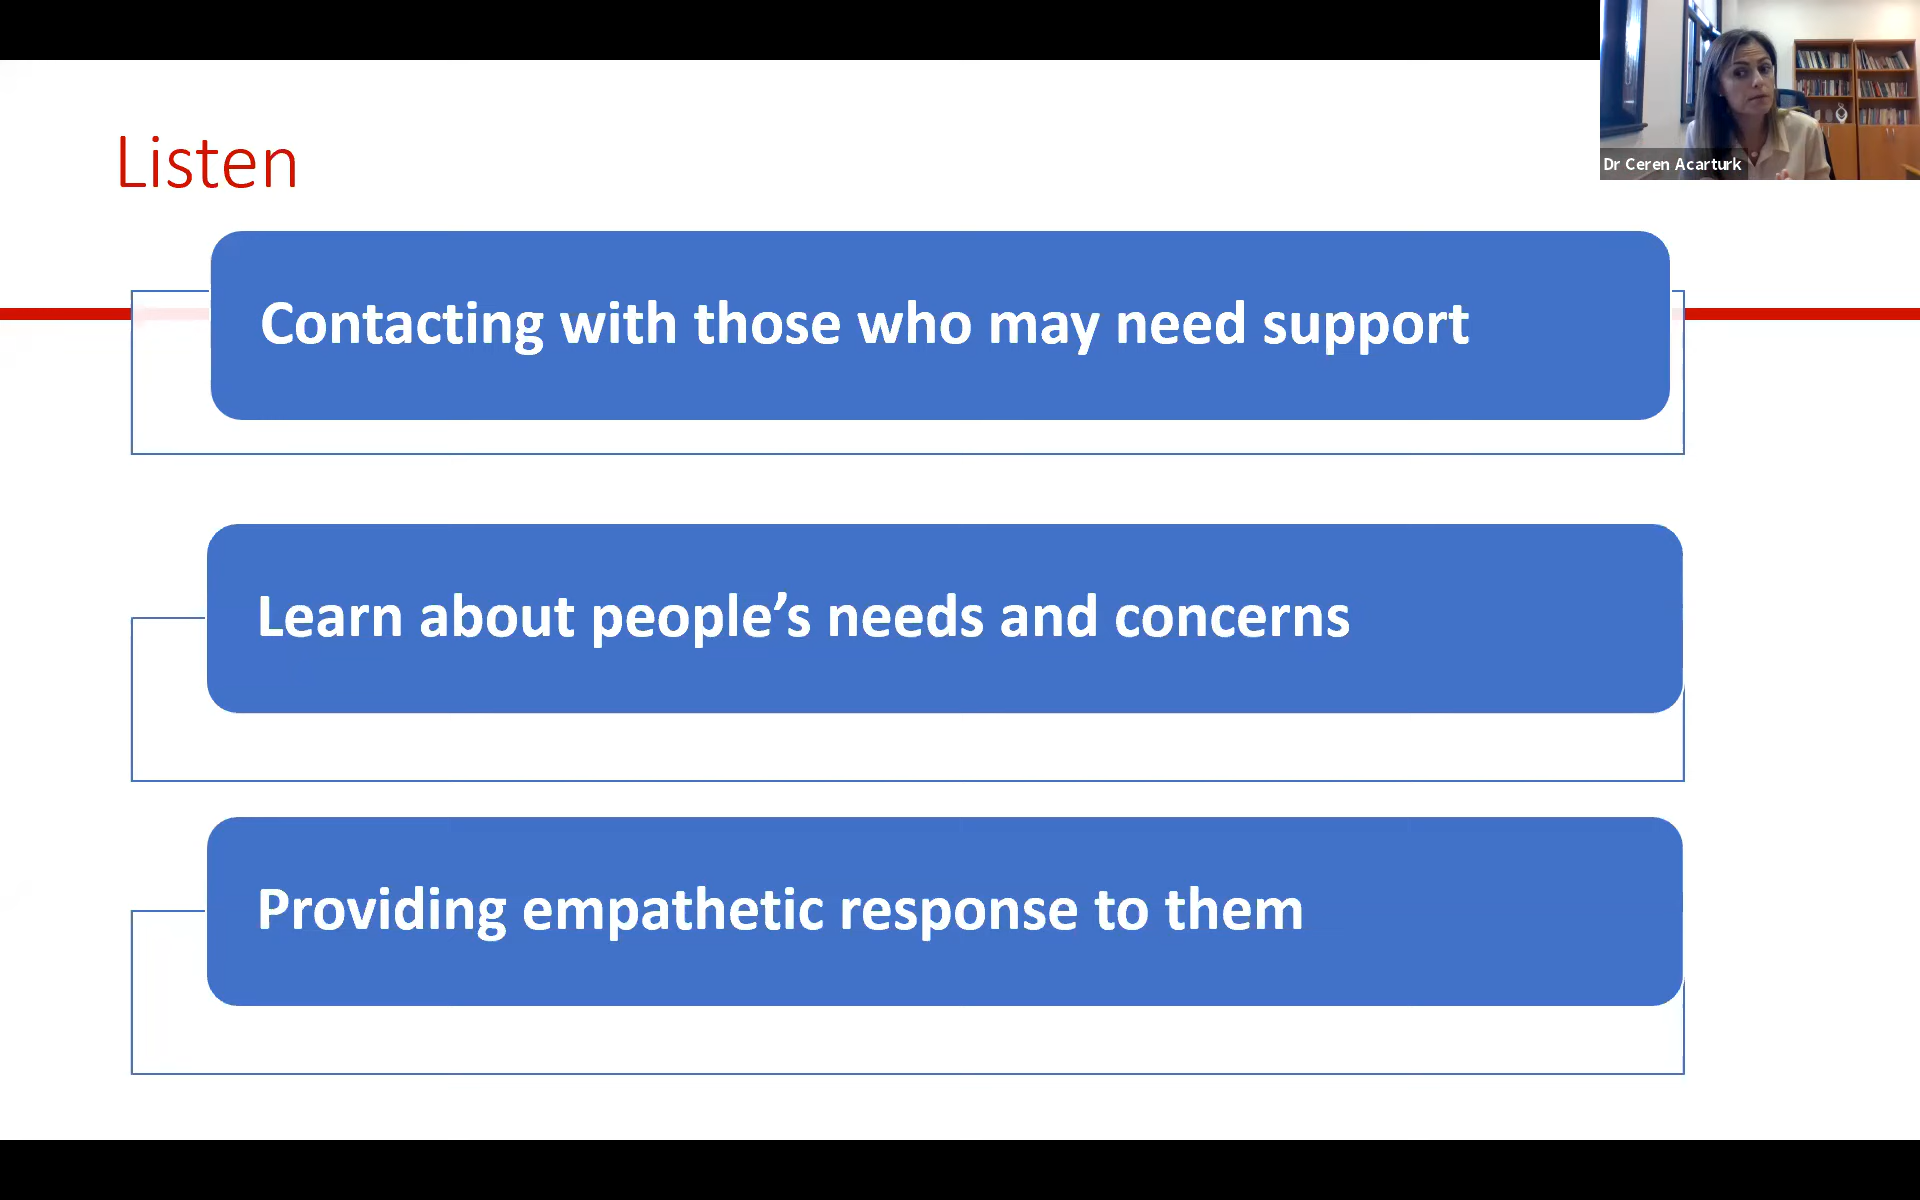 Listen
Dr Ceren Acarturk
Contacting with those who may need support
Learn about people’s needs and concerns
Providing empathetic response to them